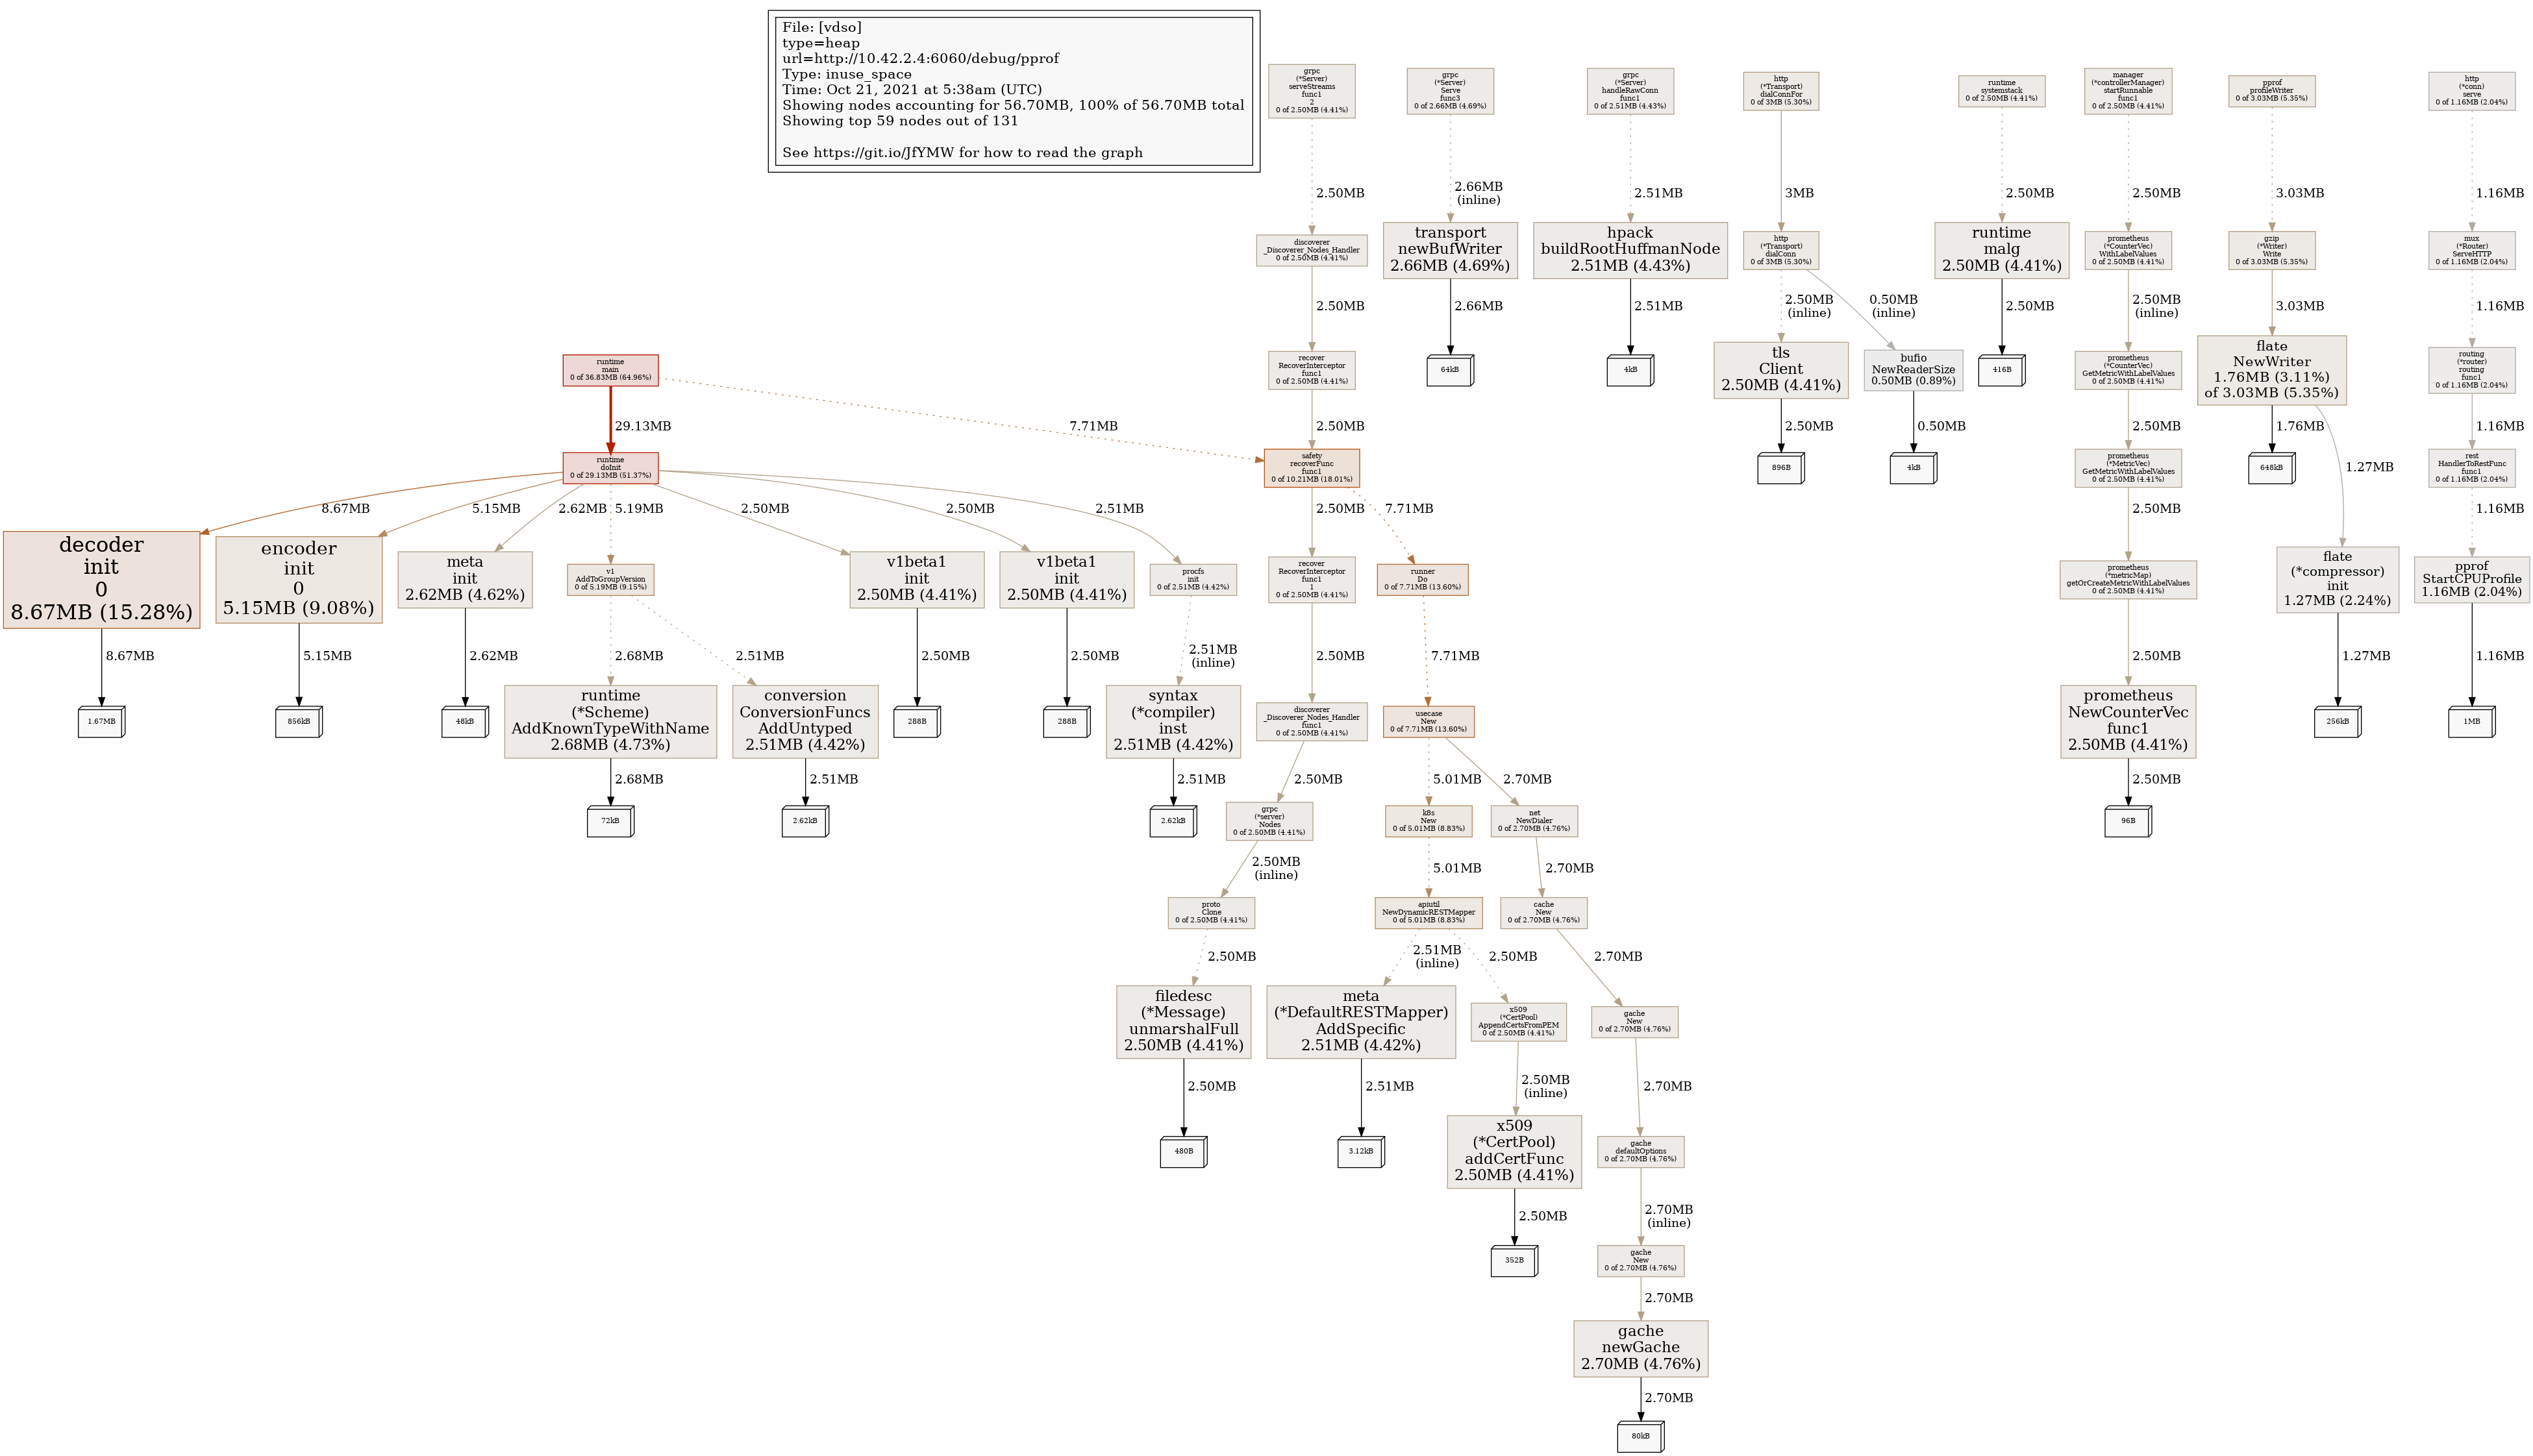 File: [vdso]
type=heap
url=http://10.42.2.4:6060/debug/pprof
Type: inuse_space
Time: Oct 21, 2021 at 5:38am (UTC)
Showing nodes accounting for 56.70MB, 100% of 56.70MB total
Showing top 59 nodes out of 131
See https://git.io/JfYMW for how to read the graph
grpc
(*Server)
serveStreams
func1
2
0 of 2.50MB (4.41%)
grpc
(*Server)
Serve
func3
0 of 2.66MB (4.69%)
grpc
(*Server)
handleRawConn
func1
0 of 2.51MB (4.43%)
http
(*Transport)
dialConnFor
0 of 3MB (5.30%)
runtime
systemstack
0 of 2.50MB (4.41%)
manager
(*controllerManager)
startRunnable
func1
0 of 2.50MB (4.41%)
pprof
profileWriter
0 of 3.03MB (5.35%)
http
(*conn)
serve
0 of 1.16MB (2.04%)
2.50MB
2.66MB
(inline)
2.51MB
3MB
2.50MB
2.50MB
3.03MB
1.16MB
discoverer
_Discoverer_Nodes_Handler
0 of 2.50MB (4.41%)
transport
newBufWriter
2.66MB (4.69%)
hpack
buildRootHuffmanNode
2.51MB (4.43%)
http
(*Transport)
dialConn
0 of 3MB (5.30%)
runtime
malg
2.50MB (4.41%)
prometheus
(*CounterVec)
WithLabelValues
0 of 2.50MB (4.41%)
gzip
(*Writer)
Write
0 of 3.03MB (5.35%)
mux
(*Router)
ServeHTTP
0 of 1.16MB (2.04%)
2.50MB
2.66MB
2.51MB
2.50MB
(inline)
0.50MB
(inline)
2.50MB
2.50MB
(inline)
3.03MB
1.16MB
runtime
main
0 of 36.83MB (64.96%)
recover
RecoverInterceptor
func1
0 of 2.50MB (4.41%)
64kB
4kB
tls
Client
2.50MB (4.41%)
bufio
NewReaderSize
0.50MB (0.89%)
416B
prometheus
(*CounterVec)
GetMetricWithLabelValues
0 of 2.50MB (4.41%)
flate
NewWriter
1.76MB (3.11%)
of 3.03MB (5.35%)
routing
(*router)
routing
func1
0 of 1.16MB (2.04%)
29.13MB
7.71MB
2.50MB
2.50MB
0.50MB
2.50MB
1.76MB
1.27MB
1.16MB
runtime
doInit
0 of 29.13MB (51.37%)
safety
recoverFunc
func1
0 of 10.21MB (18.01%)
896B
4kB
prometheus
(*MetricVec)
GetMetricWithLabelValues
0 of 2.50MB (4.41%)
648kB
rest
HandlerToRestFunc
func1
0 of 1.16MB (2.04%)
8.67MB
5.15MB
2.62MB
5.19MB
2.50MB
2.50MB
2.51MB
2.50MB
7.71MB
2.50MB
1.16MB
decoder
init
0
8.67MB (15.28%)
encoder
init
0
5.15MB (9.08%)
meta
init
2.62MB (4.62%)
v1
AddToGroupVersion
0 of 5.19MB (9.15%)
v1beta1
init
2.50MB (4.41%)
v1beta1
init
2.50MB (4.41%)
procfs
init
0 of 2.51MB (4.42%)
recover
RecoverInterceptor
func1
1
0 of 2.50MB (4.41%)
runner
Do
0 of 7.71MB (13.60%)
prometheus
(*metricMap)
getOrCreateMetricWithLabelValues
0 of 2.50MB (4.41%)
flate
(*compressor)
init
1.27MB (2.24%)
pprof
StartCPUProfile
1.16MB (2.04%)
8.67MB
5.15MB
2.62MB
2.68MB
2.51MB
2.50MB
2.50MB
2.51MB
(inline)
2.50MB
7.71MB
2.50MB
1.27MB
1.16MB
1.67MB
856kB
48kB
runtime
(*Scheme)
AddKnownTypeWithName
2.68MB (4.73%)
conversion
ConversionFuncs
AddUntyped
2.51MB (4.42%)
288B
288B
syntax
(*compiler)
inst
2.51MB (4.42%)
discoverer
_Discoverer_Nodes_Handler
func1
0 of 2.50MB (4.41%)
usecase
New
0 of 7.71MB (13.60%)
prometheus
NewCounterVec
func1
2.50MB (4.41%)
256kB
1MB
2.68MB
2.51MB
2.51MB
2.50MB
5.01MB
2.70MB
2.50MB
72kB
2.62kB
2.62kB
grpc
(*server)
Nodes
0 of 2.50MB (4.41%)
k8s
New
0 of 5.01MB (8.83%)
net
NewDialer
0 of 2.70MB (4.76%)
96B
2.50MB
(inline)
5.01MB
2.70MB
proto
Clone
0 of 2.50MB (4.41%)
apiutil
NewDynamicRESTMapper
0 of 5.01MB (8.83%)
cache
New
0 of 2.70MB (4.76%)
2.50MB
2.51MB
(inline)
2.50MB
2.70MB
filedesc
(*Message)
unmarshalFull
2.50MB (4.41%)
meta
(*DefaultRESTMapper)
AddSpecific
2.51MB (4.42%)
x509
(*CertPool)
AppendCertsFromPEM
0 of 2.50MB (4.41%)
gache
New
0 of 2.70MB (4.76%)
2.50MB
2.51MB
2.50MB
(inline)
2.70MB
480B
3.12kB
x509
(*CertPool)
addCertFunc
2.50MB (4.41%)
gache
defaultOptions
0 of 2.70MB (4.76%)
2.50MB
2.70MB
(inline)
352B
gache
New
0 of 2.70MB (4.76%)
2.70MB
gache
newGache
2.70MB (4.76%)
2.70MB
80kB